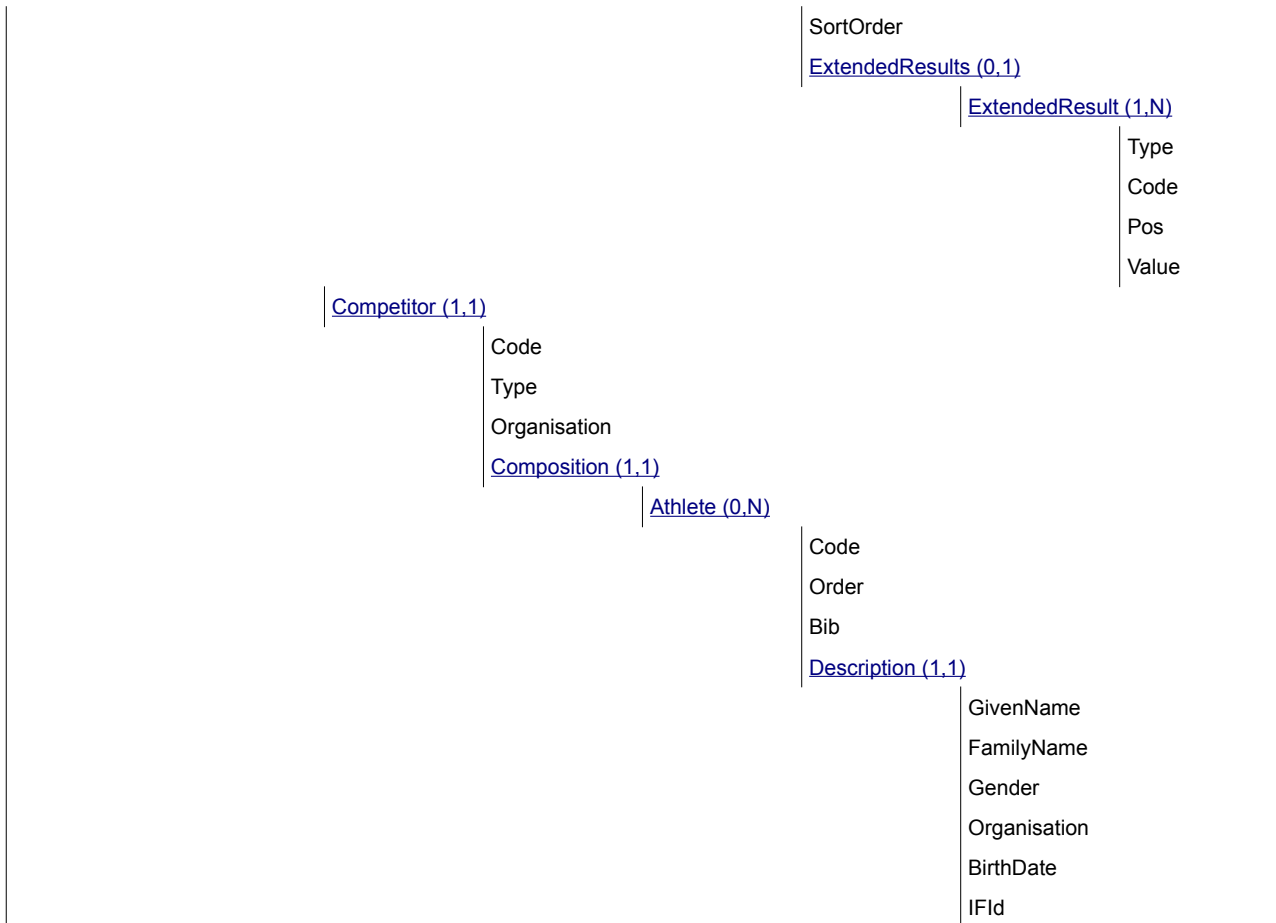 SortOrder
ExtendedResults (0,1)
ExtendedResult (1,N)
Type
Code
Pos
Value
Competitor (1,1)
Code
Type
Organisation
Composition (1,1)
Athlete (0,N)
Code
Order
Bib
Description (1,1)
GivenName
FamilyName
Gender
Organisation
BirthDate
IFId